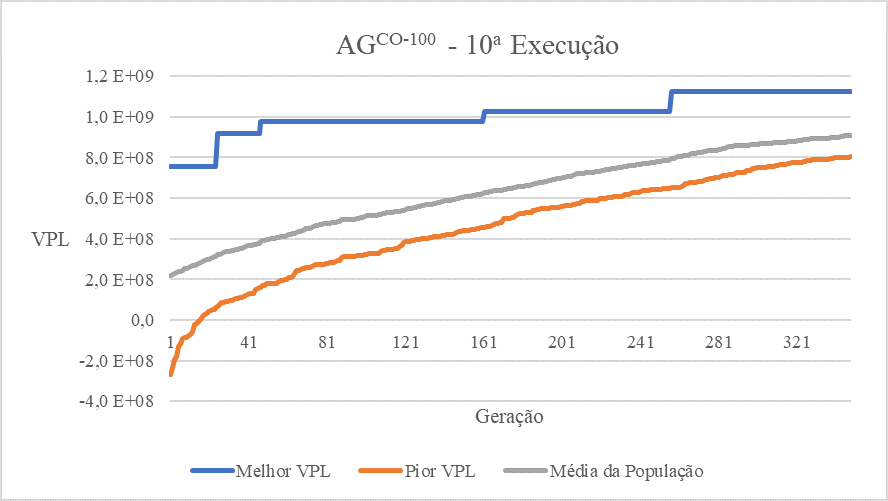 AGCO-100 - 10ª Execução
1,2 E+09
1,0 E+09
8,0 E+08
6,0 E+08
VPL
4,0 E+08
2,0 E+08
0,0
1 41 81 121 161 201 241 281 321
-2,0 E+08
-4,0 E+08
Geração
Melhor VPL Pior VPL Média da População